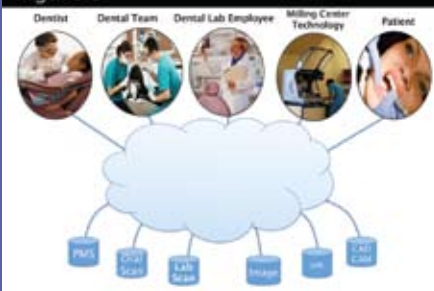 Dentist
Dental Team
Dental Lab Employee
Milling Center
Technology
Patient
PMS
Oral
Scan
Lab
Scan
Image
CAD
CAM